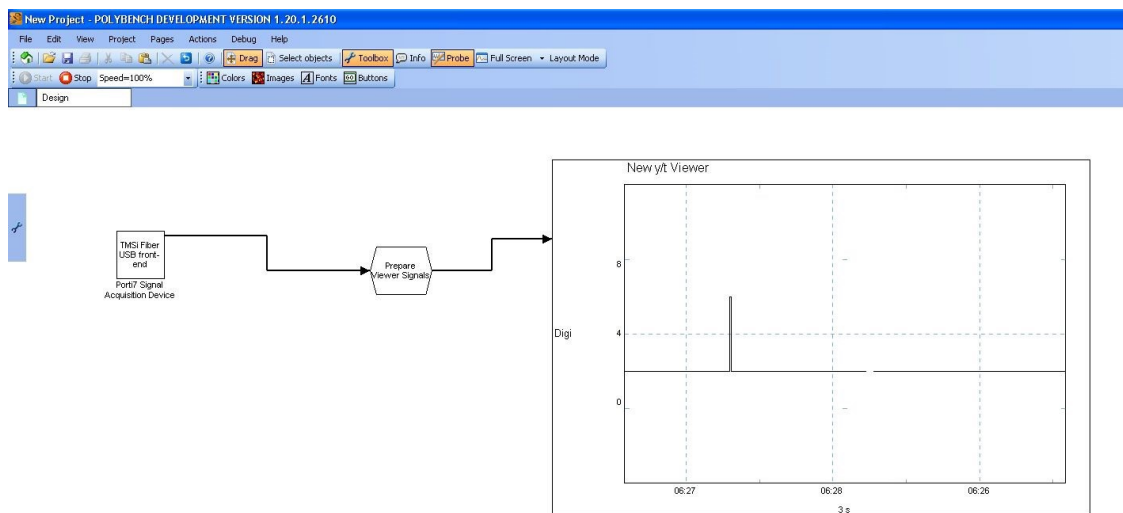 New Project - POLYBENCH DEVELOPMENT VERSION 1.20.1.2610
File Edit View Project Pages Actions Debug Help
Drag Select objects Toolbox Info Probe Full Screen Layout Mode
Start Stop Speed=100% Colors Images Fonts Buttons
Design
New y/t Viewer
TMSi Fiber
USB front-
end
Porti7 Signal
Acquisition Device
Prepare
Viewer Signals
Digi
8
4
0
06:27 06:28 06:26
3 s